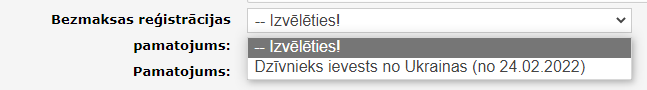 Bezmaksas reģistrācijas
pamatojums:
-- Izvēlēties!
-- Izvēlēties!
Dzīvnieks ievests no Ukrainas (no 24.02.2022)
Pamatojums: